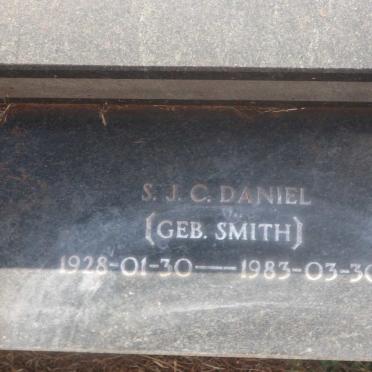 S. J. C. DANIEL
(GEB. SMITH)
1928-01-30—1983-03-30